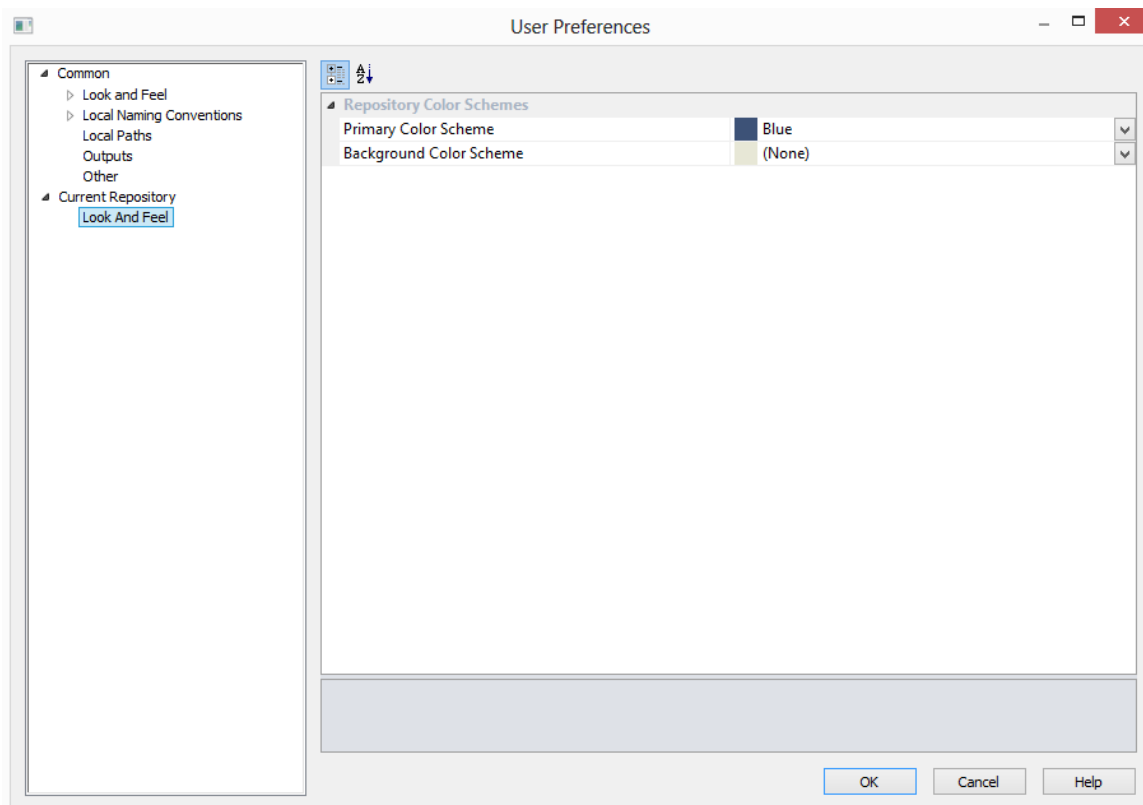 User Preferences
Common
Look and Feel
Local Naming Conventions
Local Paths
Outputs
Other
Current Repository
Look And Feel
A
Z
Repository Color Schemes
Primary Color Scheme Blue
Background Color Scheme (None)
OK Cancel Help